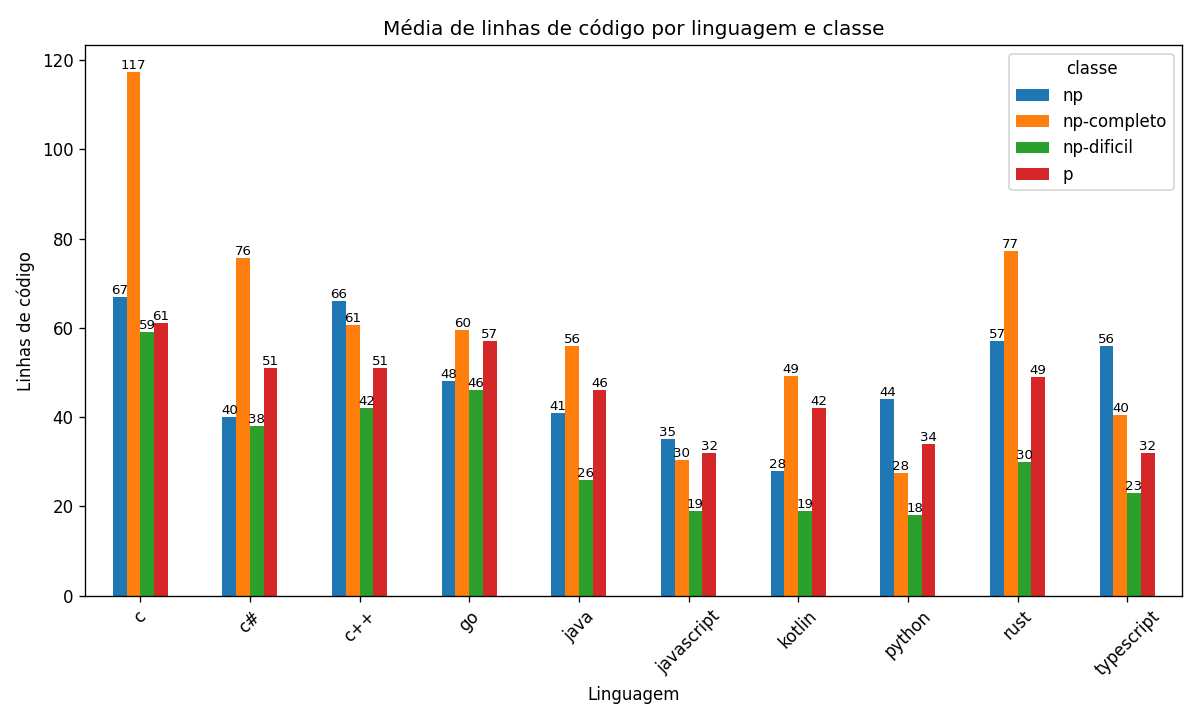 Média de linhas de código por linguagem e classe
classe
np
np-completo
np-dificil
p
Linhas de código
120
100
80
60
40
20
0
67 117 59 61
40 76 38 51
66 61 42 51
48 60 46 57
41 56 26 46
35 30 19 32
28 49 19 42
44 28 18 34
57 77 30 49
56 40 23 32
c c# c++ go java javascript kotlin python rust typescript
Linguagem